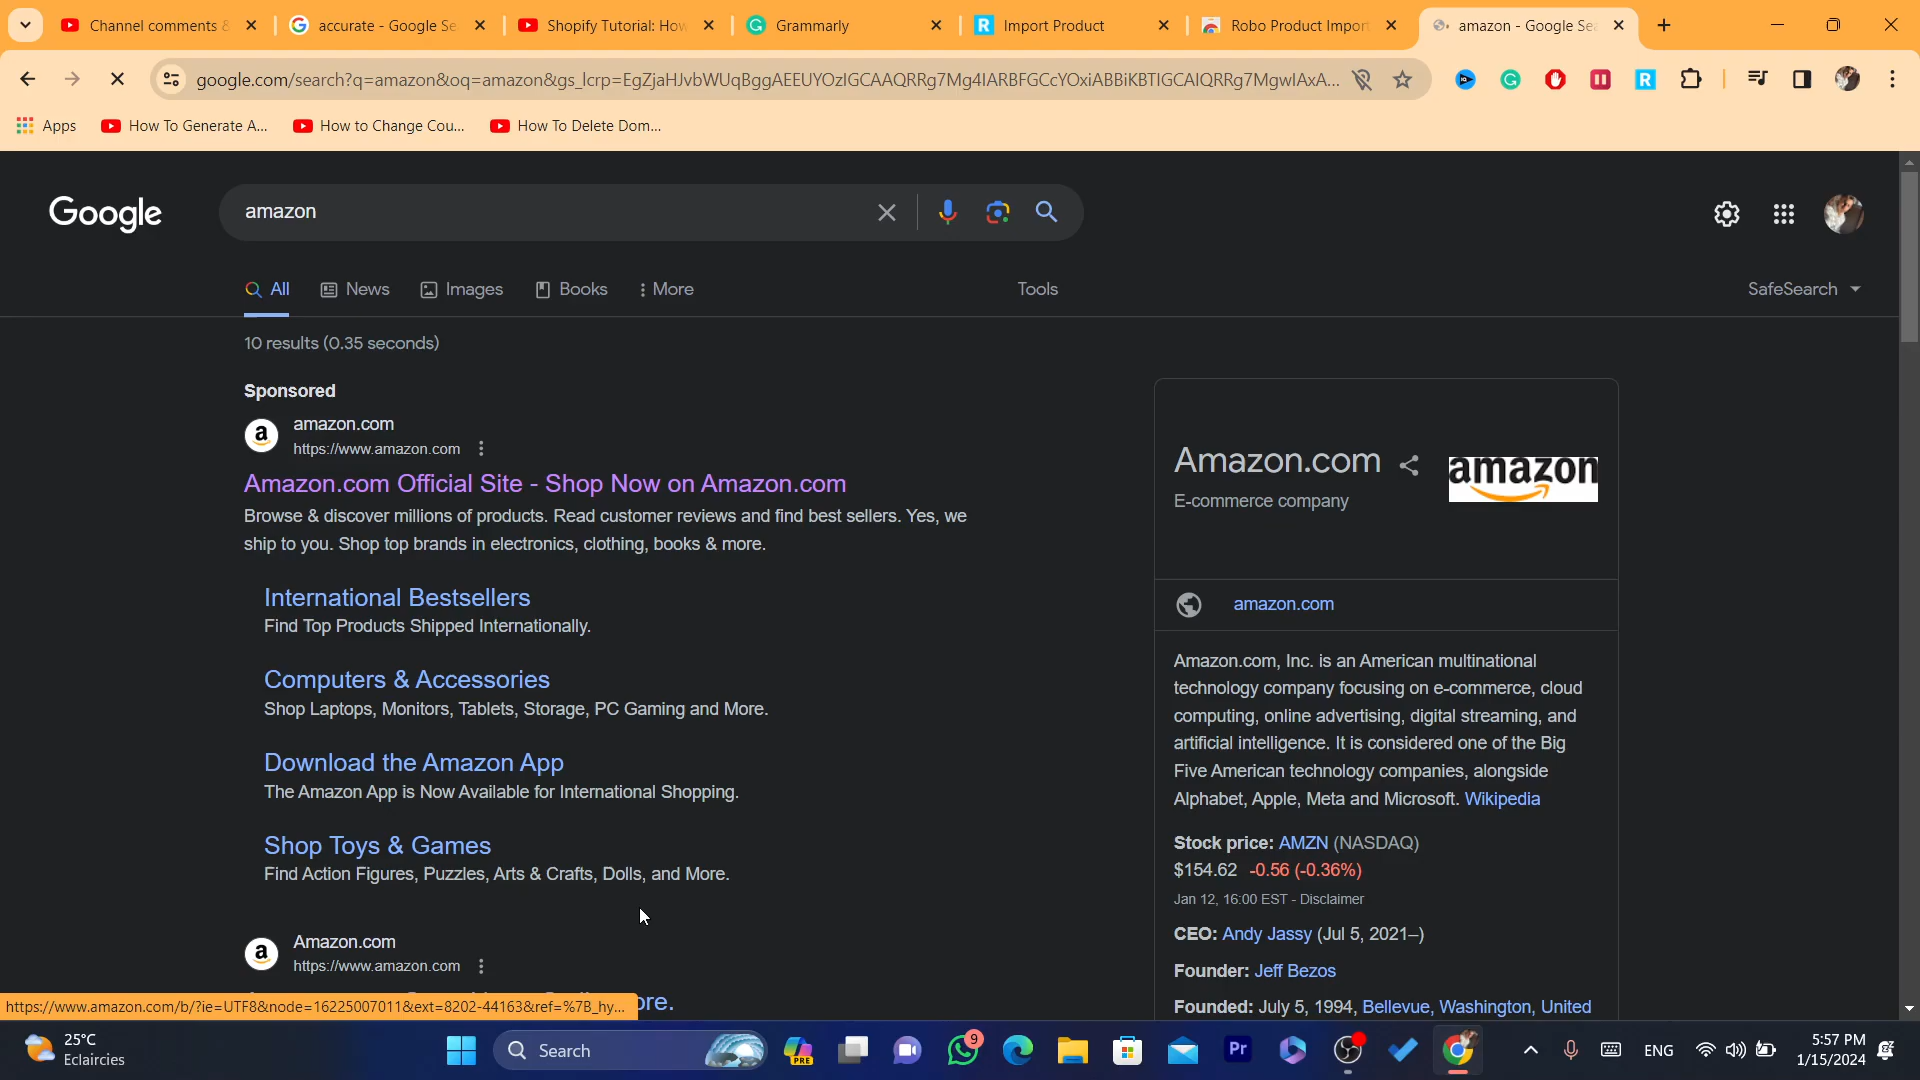 Channel comments &
accurate - Google Se
Shopify Tutorial: How
Grammarly
Import Product
Robo Product Import
amazon - Google Sea
google.com/search?q=amazon&oq=amazon&gs_lcrp=EgZjaHJvbWUqBggAEEUYOzIGCAAQRRg7Mg4IARBFGCcYOxiABBiKBTIGCAIQRRg7MgwIAxA...
Apps
How To Generate A...
How to Change Cou...
How To Delete Dom...
Google
amazon
All
News
Images
Books
More
Tools
SafeSearch
10 results (0.35 seconds)
Sponsored
amazon.com
https://www.amazon.com
Amazon.com Official Site - Shop Now on Amazon.com
Browse & discover millions of products. Read customer reviews and find best sellers. Yes, we
ship to you. Shop top brands in electronics, clothing, books & more.
International Bestsellers
Find Top Products Shipped Internationally.
Computers & Accessories
Shop Laptops, Monitors, Tablets, Storage, PC Gaming and More.
Download the Amazon App
The Amazon App is Now Available for International Shopping.
Shop Toys & Games
Find Action Figures, Puzzles, Arts & Crafts, Dolls, and More.
Amazon.com
https://www.amazon.com
ore.
https://www.amazon.com/b/?ie=UTF8&node=16225007011&ext=8202-44163&ref=%7B_hy...
Amazon.com
amazon
E-commerce company
amazon.com
Amazon.com, Inc. is an American multinational
technology company focusing on e-commerce, cloud
computing, online advertising, digital streaming, and
artificial intelligence. It is considered one of the Big
Five American technology companies, alongside
Alphabet, Apple, Meta and Microsoft. Wikipedia
Stock price: AMZN (NASDAQ)
$154.62 -0.56 (-0.36%)
Jan 12, 16:00 EST - Disclaimer
CEO: Andy Jassy (Jul 5, 2021–)
Founder: Jeff Bezos
Founded: July 5, 1994, Bellevue, Washington, United
25°C
Eclaircies
Search
PRE
9
Pr
ENG
5:57 PM
1/15/2024